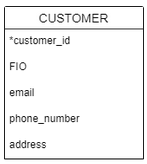 CUSTOMER
*customer_id
FIO
email
phone_number
address